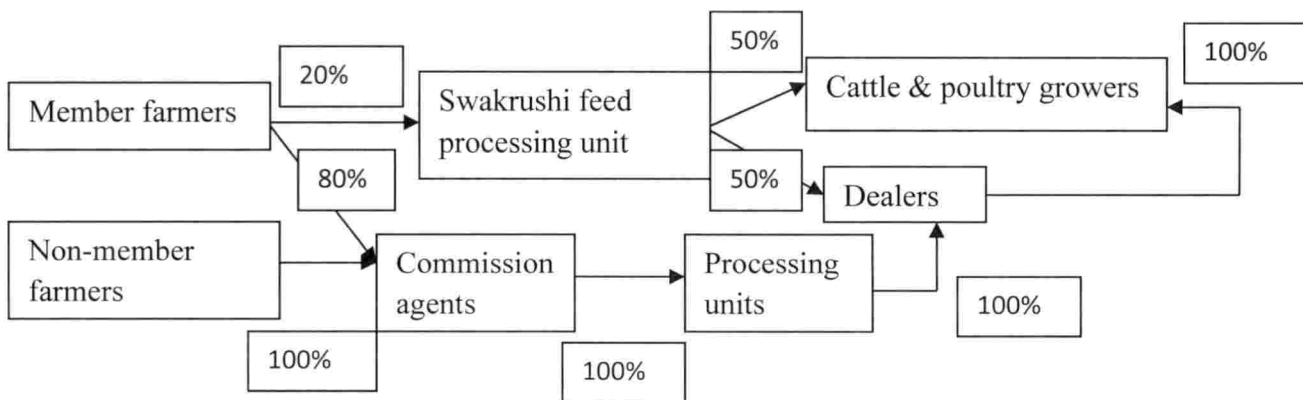 50%
100%
20%
Cattle & poultry growers
Member farmers
Swakrushi feed
processing unit
80%
50%
Dealers
Non-member
farmers
Commission
agents
Processing
units
100%
100%
100%